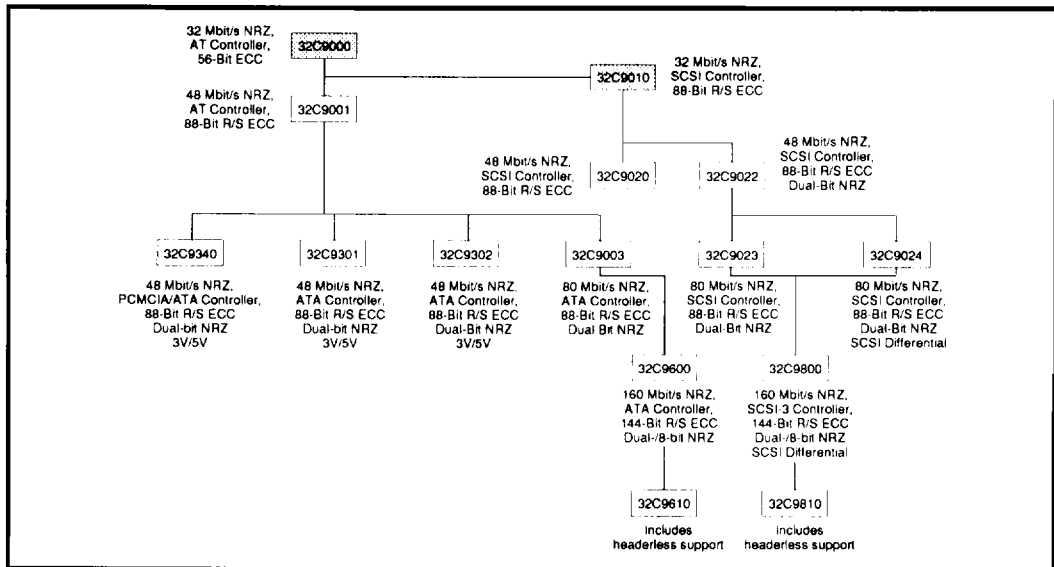 32 Mbit/s NRZ,
AT Controller,
56-Bit ECC
32C9000
32C9010
32 Mbit/s NRZ,
SCSI Controller,
88-Bit R/S ECC
48 Mbit/s NRZ,
AT Controller,
88-Bit R/S ECC
32C9001
48 Mbit/s NRZ,
SCSI Controller,
88-Bit R/S ECC
32C9020
32C9022
48 Mbit/s NRZ,
SCSI Controller,
88-Bit R/S ECC
Dual-Bit NRZ
32C9340
48 Mbit/s NRZ,
PCMCIA/ATA Controller,
88-Bit R/S ECC
Dual-bit NRZ
3V/5V
32C9301
48 Mbit/s NRZ,
ATA Controller,
88-Bit R/S ECC
Dual-bit NRZ
3V/5V
32C9302
48 Mbit/s NRZ,
ATA Controller,
88-Bit R/S ECC
Dual-Bit NRZ
3V/5V
32C9003
80 Mbit/s NRZ,
ATA Controller,
88-Bit R/S ECC
Dual Bit NRZ
32C9023
80 Mbit/s NRZ,
SCSI Controller,
88-Bit R/S ECC
Dual-Bit NRZ
32C9024
80 Mbit/s NRZ,
SCSI Controller,
88-Bit R/S ECC
Dual-Bit NRZ
SCSI Differential
32C9600
160 Mbit/s NRZ,
ATA Controller,
144-Bit R/S ECC
Dual-/8-bit NRZ
32C9800
160 Mbit/s NRZ,
SCSI-3 Controller,
144-Bit R/S ECC
Dual-/8-bit NRZ
SCSI Differential
32C9610
Includes
headerless support
32C9810
Includes
headerless support